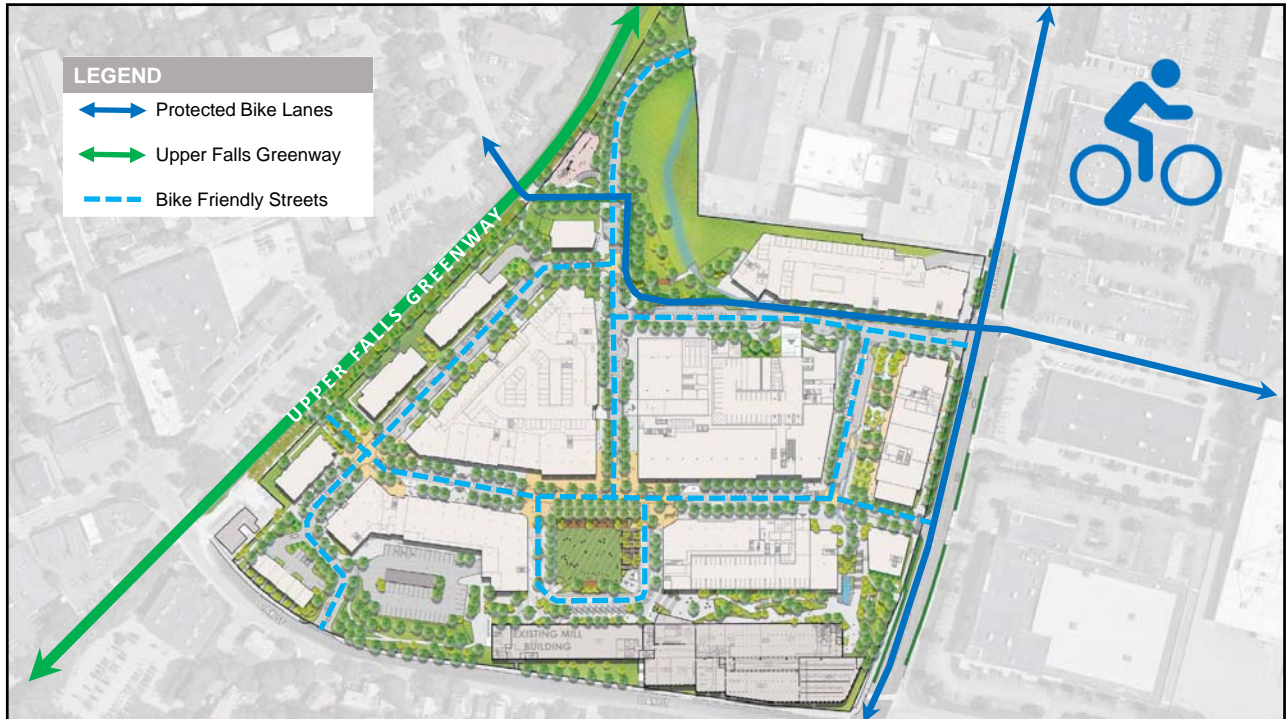 LEGEND
Protected Bike Lanes
Upper Falls Greenway
Bike Friendly Streets
UPPER FALLS GREENWAY
EXISTING MILL
BUILDING